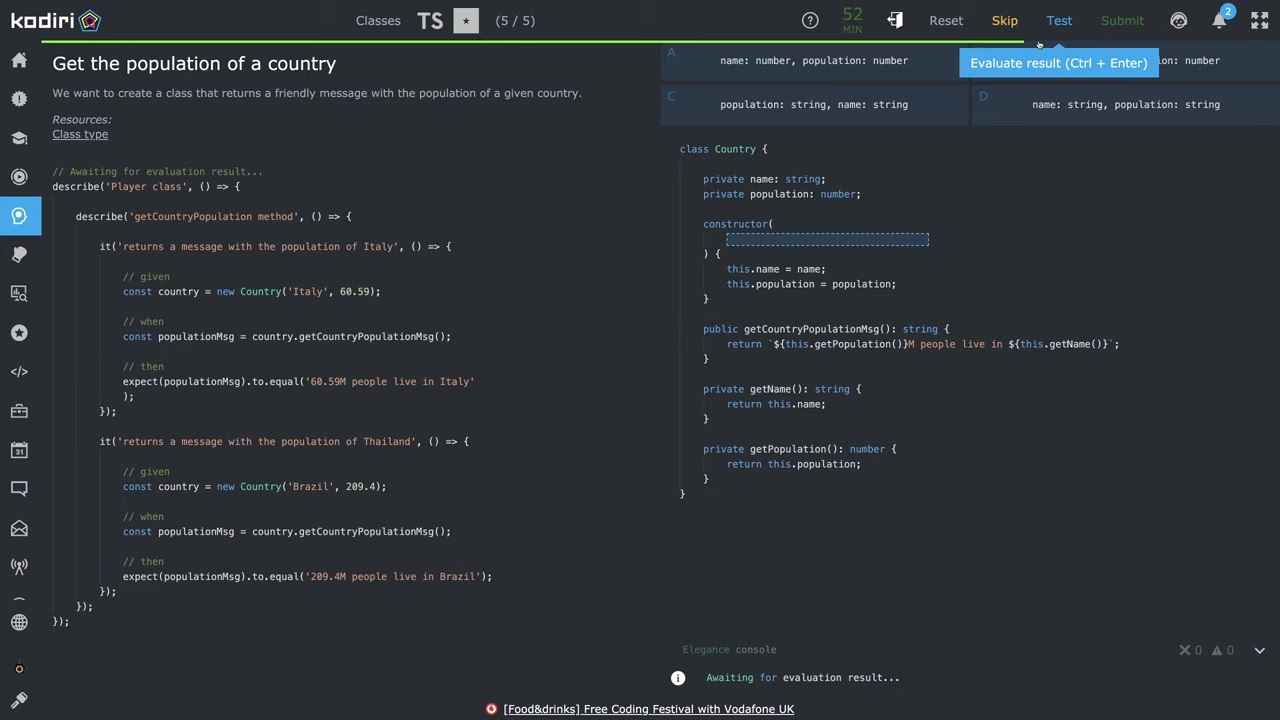 kodiri
Classes TS ★ (5 / 5)
52
MIN
Reset
Skip
Test
Submit
2
Get the population of a country
We want to create a class that returns a friendly message with the population of a given country.
Resources:
Class type
// Awaiting for evaluation result...
describe('Player class', () => {
describe('getCountryPopulation method', () => {
it('returns a message with the population of Italy', () => {
// given
const country = new Country('Italy', 60.59);
// when
const populationMsg = country.getCountryPopulationMsg();
// then
expect(populationMsg).to.equal('60.59M people live in Italy'
);
});
it('returns a message with the population of Thailand', () => {
// given
const country = new Country('Brazil', 209.4);
// when
const populationMsg = country.getCountryPopulationMsg();
// then
expect(populationMsg).to.equal('209.4M people live in Brazil');
});
});
});
A name: number, population: number
Evaluate result (Ctrl + Enter)
C population: string, name: string
D name: string, population: string
class Country {
private name: string;
private population: number;
constructor(
) {
this.name = name;
this.population = population;
}
public getCountryPopulationMsg(): string {
return `${this.getPopulation()}M people live in ${this.getName()}`;
}
private getName(): string {
return this.name;
}
private getPopulation(): number {
return this.population;
}
}
Elegance console
0 0
Awaiting for evaluation result...
31
[Food&drinks] Free Coding Festival with Vodafone UK